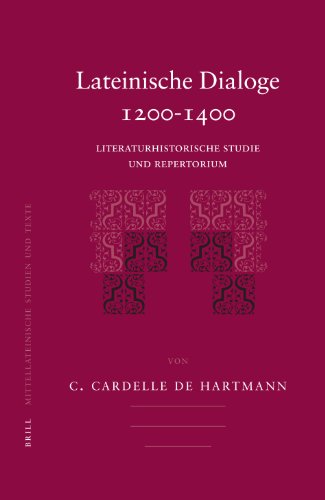 Lateinische Dialoge
1200-1400
LITERATURHISTORISCHE STUDIE
UND REPERTORIUM
VON
C. CARDELLE DE HARTMANN
BRILL MITTELLATEINISCHE STUDIEN UND TEXTE